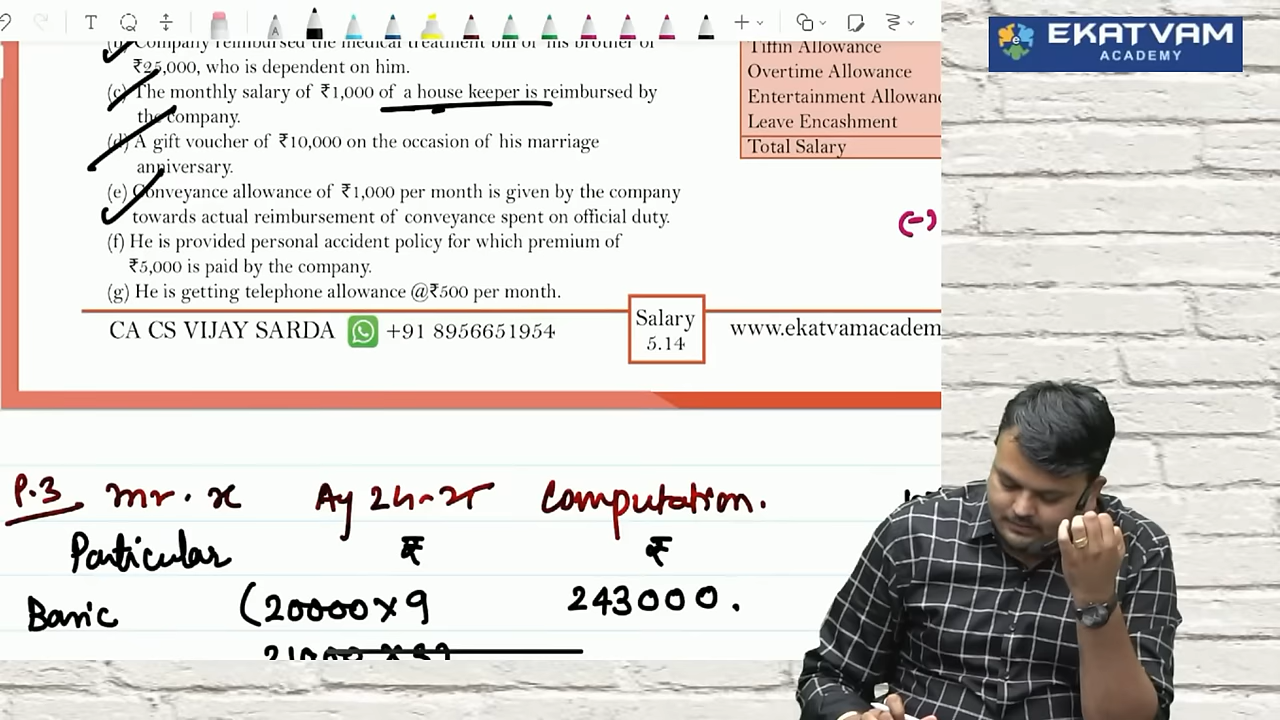 EKATVAM
ACADEMY
Company reimbursed the medical treatment bill of his brother of
₹25,000, who is dependent on him.
(c) The monthly salary of ₹1,000 of a house keeper is reimbursed by
the company.
(d) A gift voucher of ₹10,000 on the occasion of his marriage
anniversary.
(e) Conveyance allowance of ₹1,000 per month is given by the company
towards actual reimbursement of conveyance spent on official duty.
(f) He is provided personal accident policy for which premium of
₹5,000 is paid by the company.
(g) He is getting telephone allowance @₹500 per month.
Tiffin Allowance
Overtime Allowance
Entertainment Allowanc
Leave Encashment
Total Salary
(-)
CA CS VIJAY SARDA +91 8956651954
Salary
5.14
www.ekatvamacadem
P.3 Mr. x Ay 24-25 Computation.
Particular ₹ ₹
Basic (20000x9 243000.